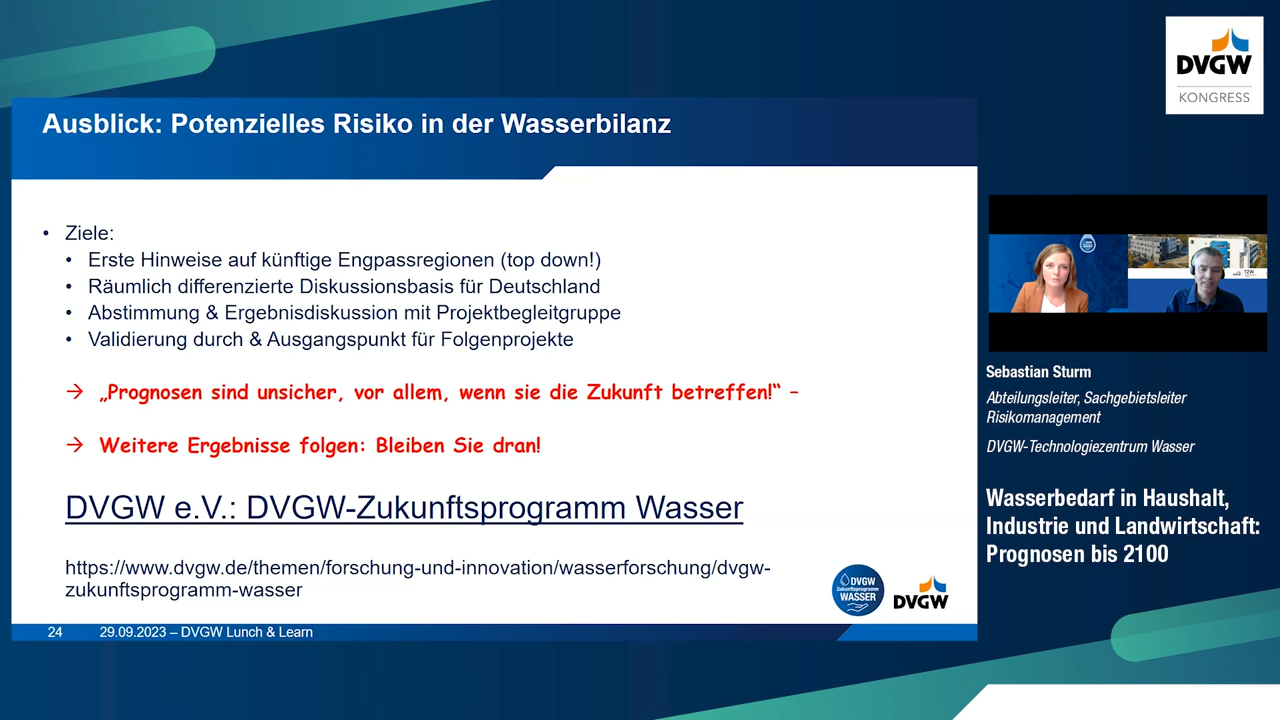 Ausblick: Potenzielles Risiko in der Wasserbilanz
• Ziele:
• Erste Hinweise auf künftige Engpassregionen (top down!)
• Räumlich differenzierte Diskussionsbasis für Deutschland
• Abstimmung & Ergebnisdiskussion mit Projektbegleitgruppe
• Validierung durch & Ausgangspunkt für Folgenprojekte
→ „Prognosen sind unsicher, vor allem, wenn sie die Zukunft betreffen!“ –
→ Weitere Ergebnisse folgen: Bleiben Sie dran!
DVGW e.V.: DVGW-Zukunftsprogramm Wasser
https://www.dvgw.de/themen/forschung-und-innovation/wasserforschung/dvgw-
zukunftsprogramm-wasser
DVGW
Zukunftsprogramm
WASSER
DVGW
24 29.09.2023 – DVGW Lunch & Learn
DVGW
KONGRESS
TZW
Sebastian Sturm
Abteilungsleiter, Sachgebietsleiter
Risikomanagement
DVGW-Technologiezentrum Wasser
Wasserbedarf in Haushalt,
Industrie und Landwirtschaft:
Prognosen bis 2100